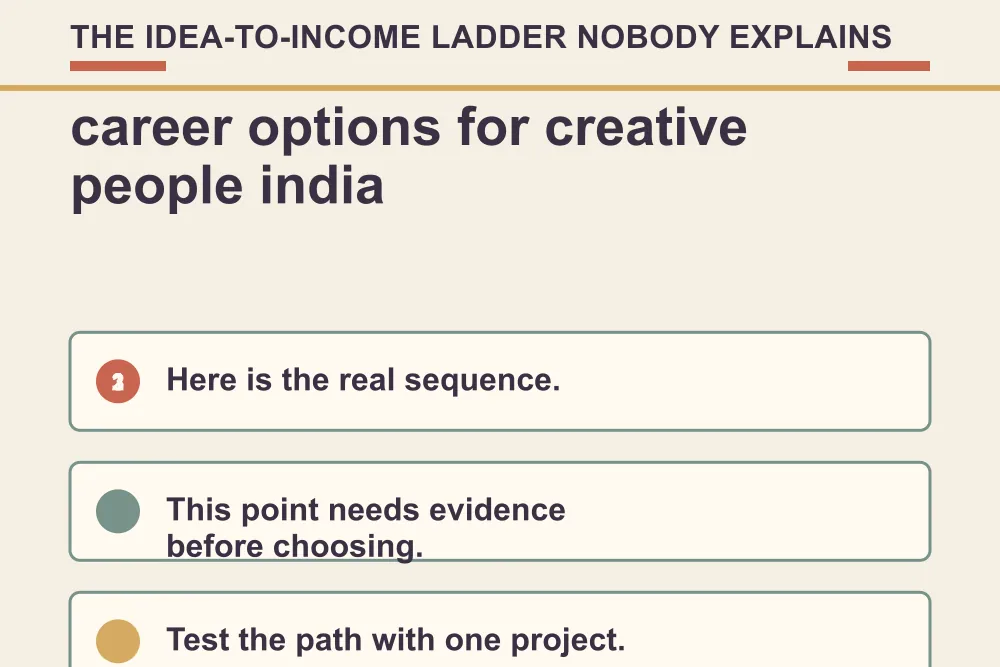 THE IDEA-TO-INCOME LADDER NOBODY EXPLAINS
career options for creative
people india
Here is the real sequence.
This point needs evidence
before choosing.
Test the path with one project.